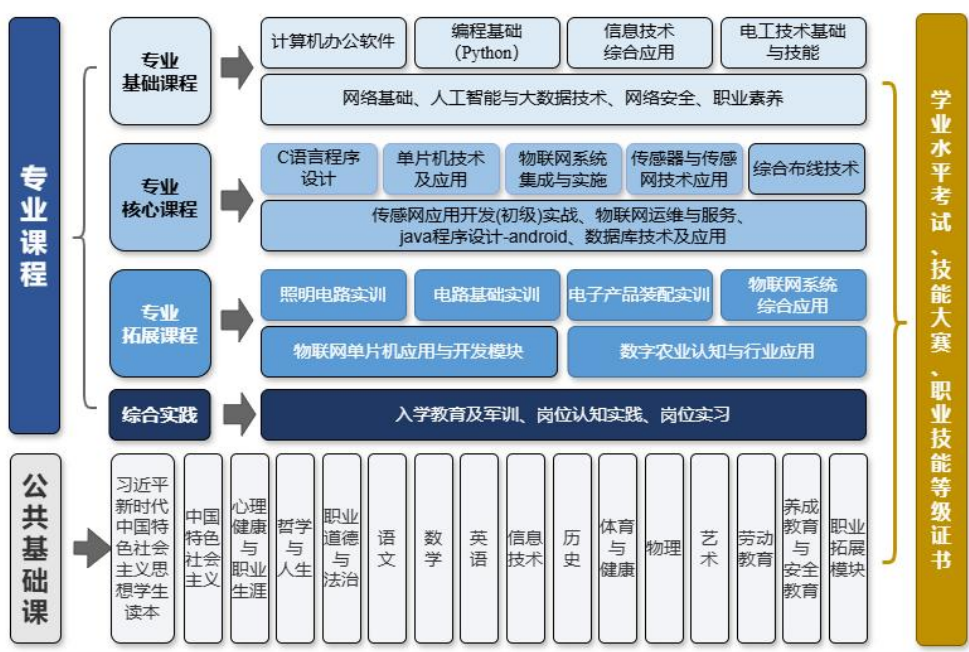 专业课程
专业
基础课程
计算机办公软件
编程基础
(Python)
信息技术
综合应用
电工技术基础
与技能
网络基础、人工智能与大数据技术、网络安全、职业素养
专业
核心课程
C语言程序
设计
单片机技术
及应用
物联网系统
集成与实施
传感器与传感
网技术应用
综合布线技术
传感网应用开发(初级)实战、物联网运维与服务、
java程序设计-android、数据库技术及应用
专业
拓展课程
照明电路实训
电路基础实训
电子产品装配实训
物联网系统
综合应用
物联网单片机应用与开发模块
数字农业认知与行业应用
综合实践
入学教育及军训、岗位认知实践、岗位实习
公共基础课
习近平
新时代
中国特
色社会
主义思
想学生
读本
中国
特色
社会
主义
心理
健康
与
职业
生涯
哲学
与
人生
职业
道德
与
法治
语
文
数
学
英
语
信息
技术
历
史
体育
与
健康
物理
艺
术
劳动
教育
养成
教育
与
安全
教育
职业
拓展
模块
学业水平考试、技能大赛、职业技能等级证书